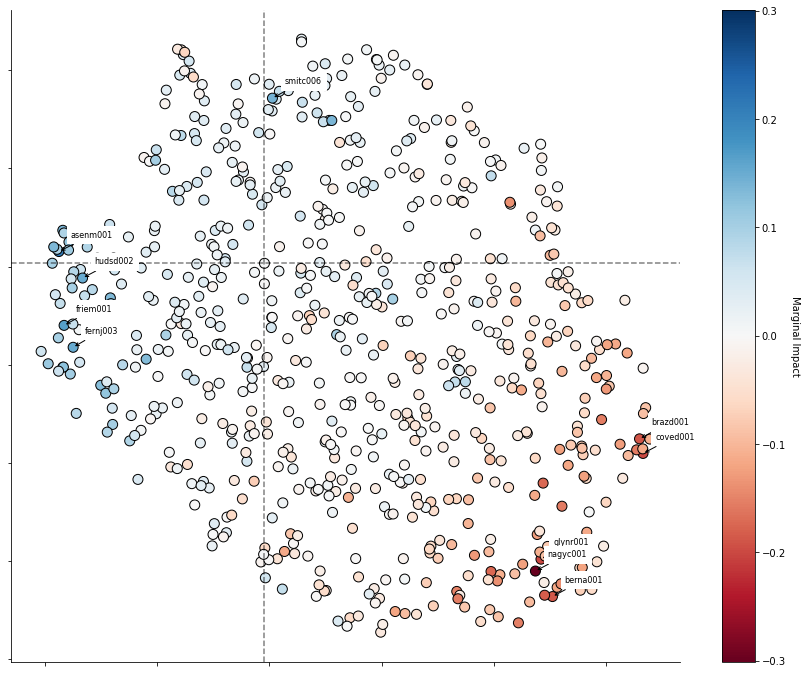 smitc006
asenm001
hudsd002
friem001
fernj003
brazd001
coved001
glynr001
nagyc001
berna001
0.3
0.2
0.1
0.0
−0.1
−0.2
−0.3
Marginal Impact